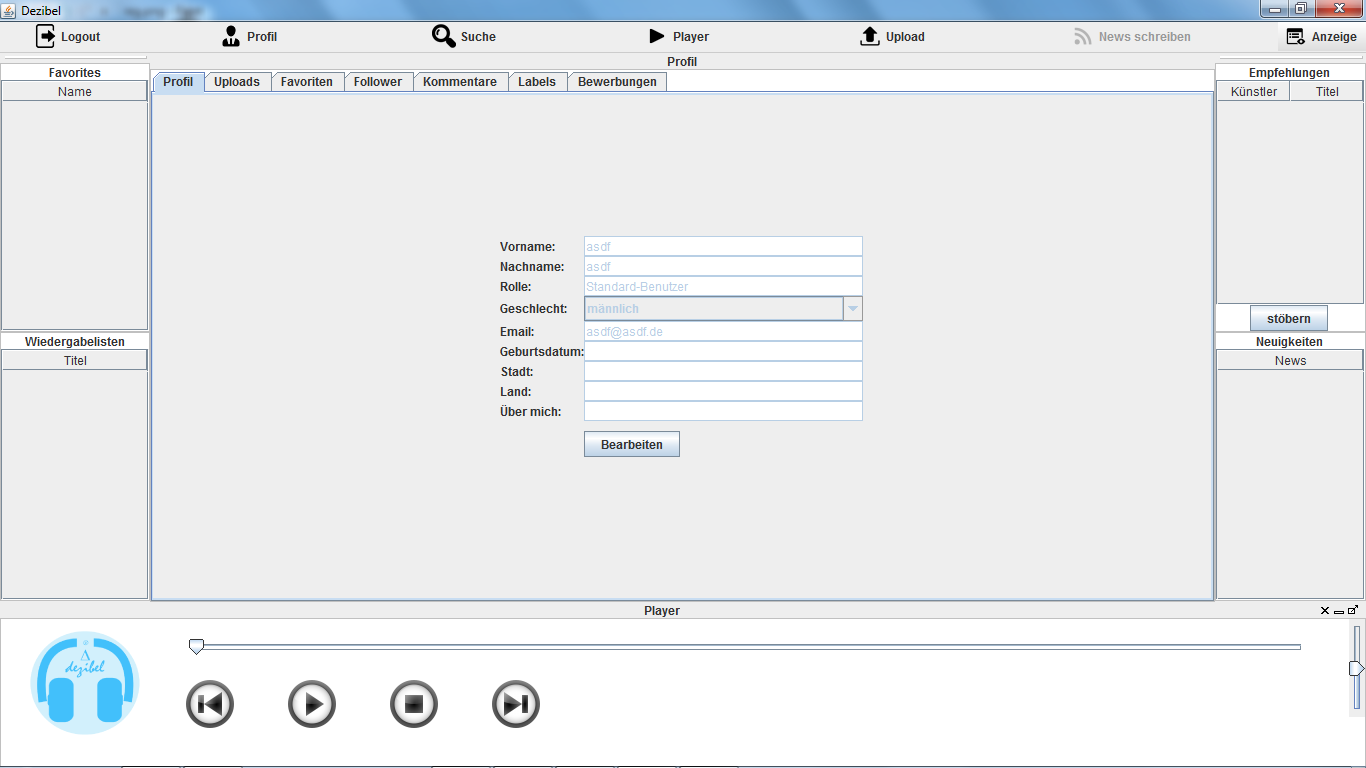 Dezibel
Logout Profil Suche Player Upload News schreiben Anzeige
Profil
Favorites
Name
Wiedergabelisten
Titel
Profil Uploads Favoriten Follower Kommentare Labels Bewerbungen
Vorname: asdf
Nachname: asdf
Rolle: Standard-Benutzer
Geschlecht: männlich
Email: asdf@asdf.de
Geburtsdatum:
Stadt:
Land:
Über mich:
Bearbeiten
Empfehlungen
Künstler Titel
stöbern
Neuigkeiten
News
Player
dezibel